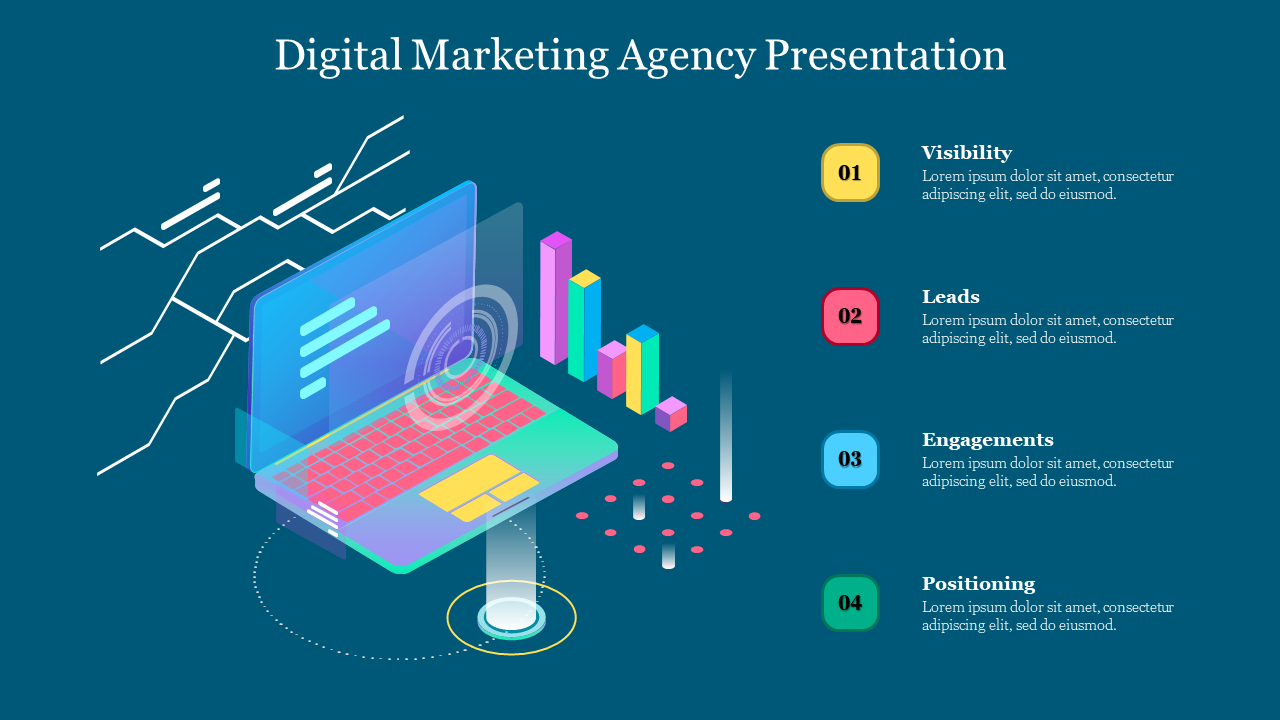 Digital Marketing Agency Presentation
01
Visibility
Lorem ipsum dolor sit amet, consectetur
adipiscing elit, sed do eiusmod.
02
Leads
Lorem ipsum dolor sit amet, consectetur
adipiscing elit, sed do eiusmod.
03
Engagements
Lorem ipsum dolor sit amet, consectetur
adipiscing elit, sed do eiusmod.
04
Positioning
Lorem ipsum dolor sit amet, consectetur
adipiscing elit, sed do eiusmod.